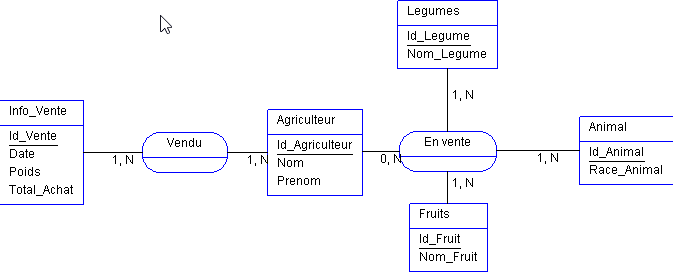 Legumes
Id_Legume
Nom_Legume
1, N
Info_Vente
Id_Vente
Date
Poids
Total_Achat
1, N
Vendu
1, N
Agriculteur
Id_Agriculteur
Nom
Prenom
0, N
En vente
1, N
Animal
Id_Animal
Race_Animal
1, N
Fruits
Id_Fruit
Nom_Fruit